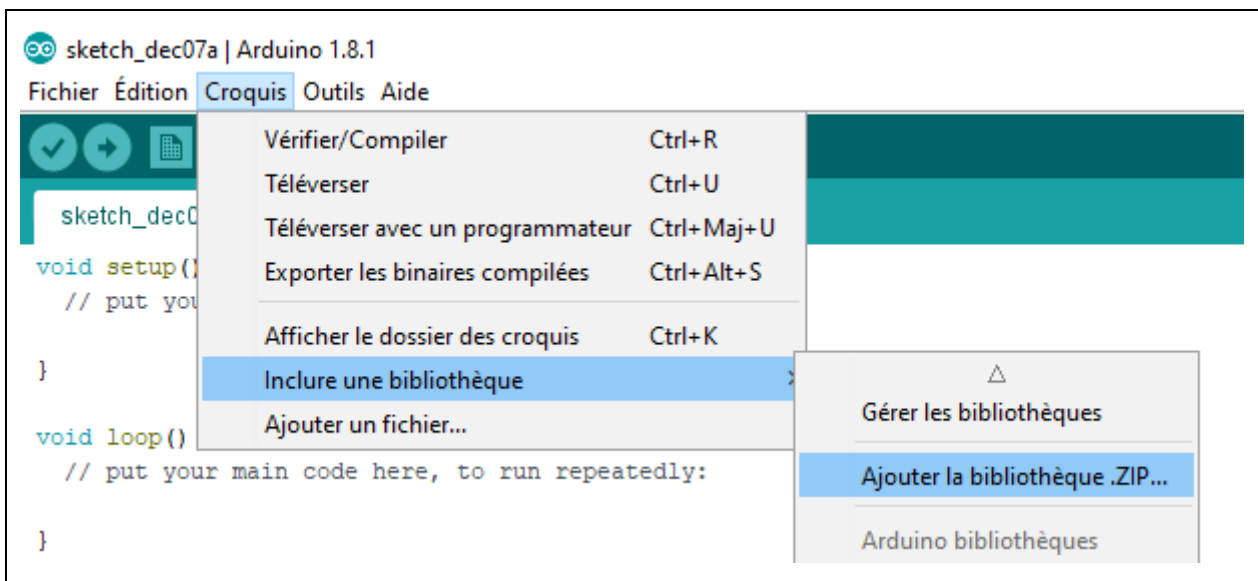 sketch_dec07a | Arduino 1.8.1
Fichier Édition Croquis Outils Aide
Vérifier/Compiler Ctrl+R
Téléverser Ctrl+U
sketch_dec0
Téléverser avec un programmateur Ctrl+Maj+U
void setup()
Exporter les binaires compilées Ctrl+Alt+S
// put you
Afficher le dossier des croquis Ctrl+K
}
Inclure une bibliothèque
Gérer les bibliothèques
Ajouter un fichier...
void loop()
// put your main code here, to run repeatedly:
Ajouter la bibliothèque .ZIP...
}
Arduino bibliothèques